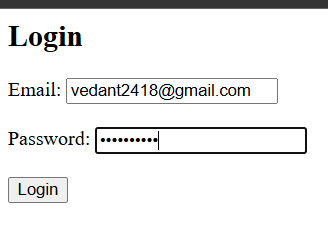 Login
Email: vedant2418@gmail.com
Password: ••••••••••
Login